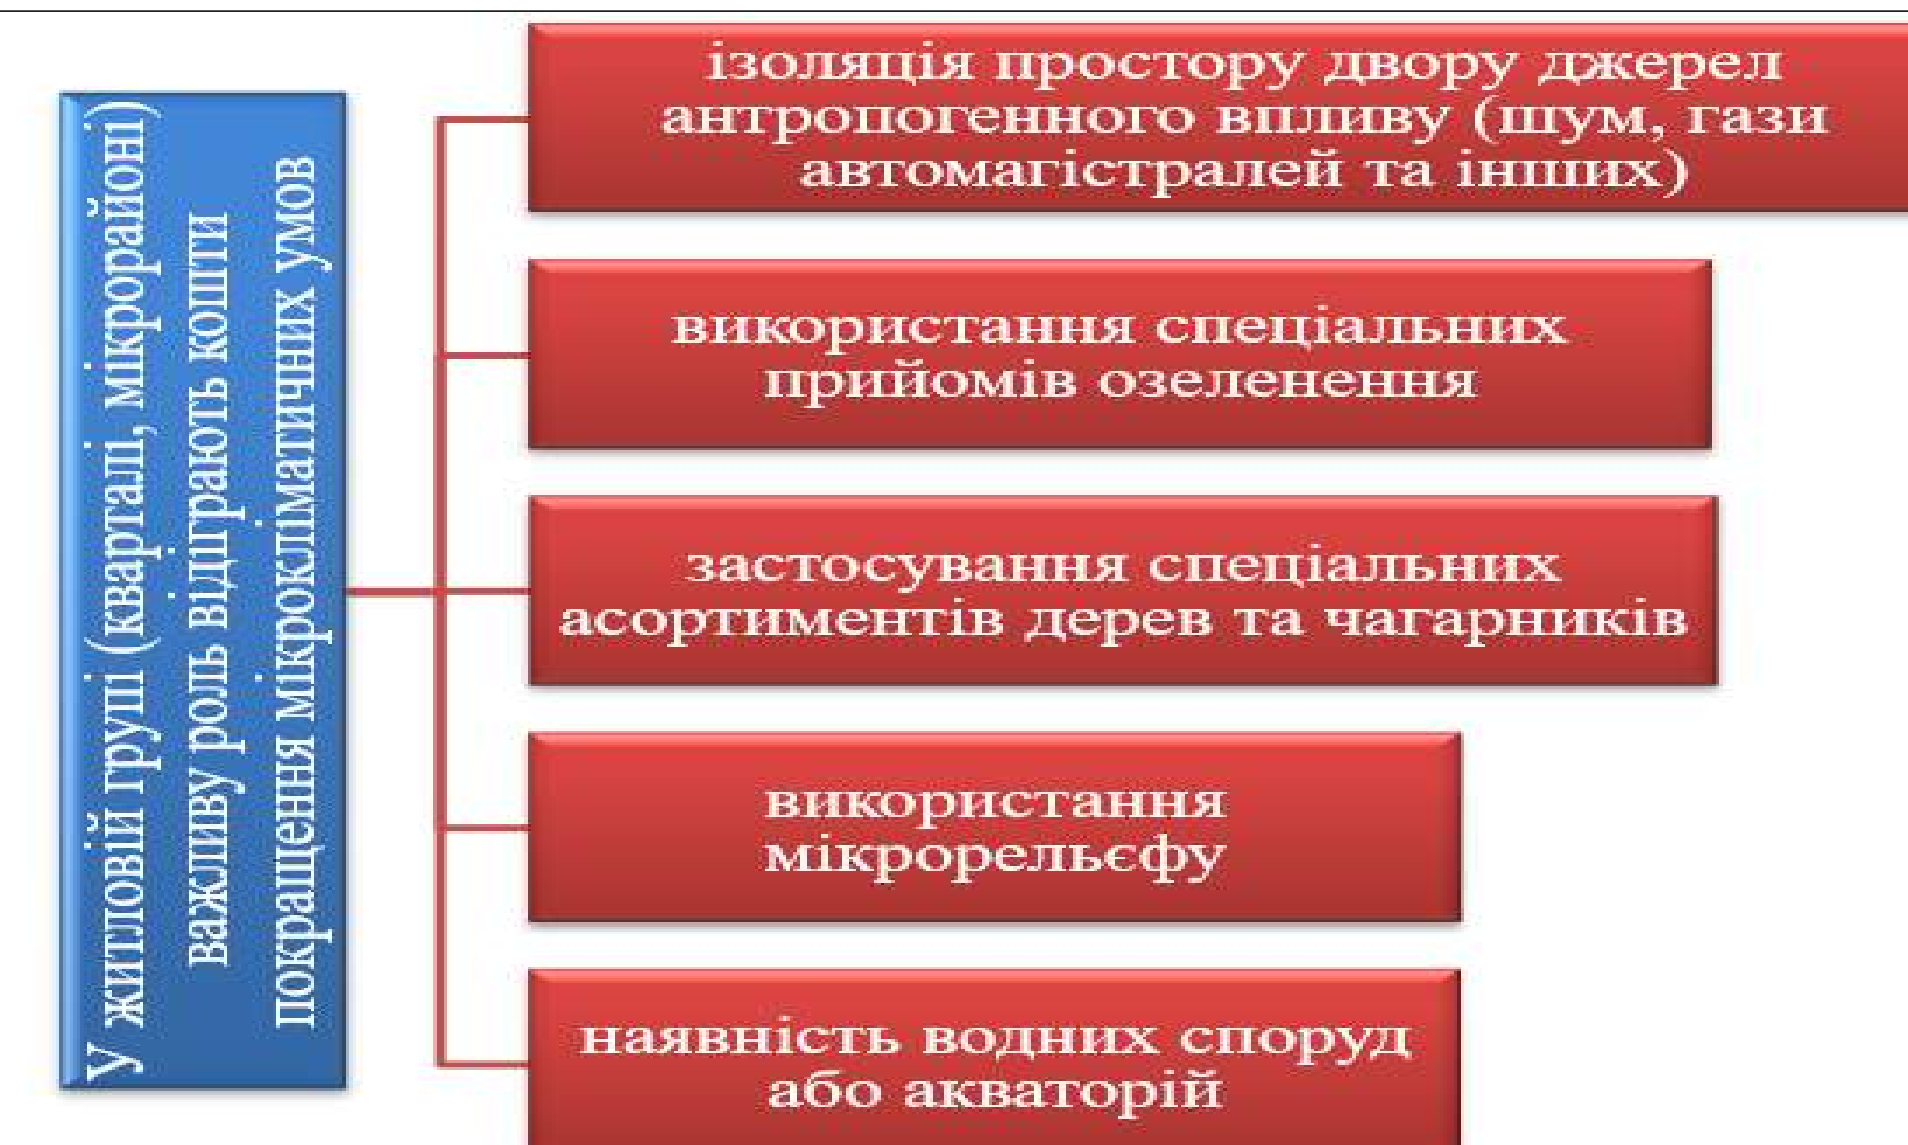 У житловій групі (кварталі, мікрорайоні)
важливу роль відіграють кошти
покращення мікрокліматичних умов
ізоляція простору двору джерел
антропогенного впливу (шум, гази
автомагістралей та інших)
використання спеціальних
прийомів озеленення
застосування спеціальних
асортиментів дерев та чагарників
використання
мікрорельєфу
наявність водних споруд
або акваторій